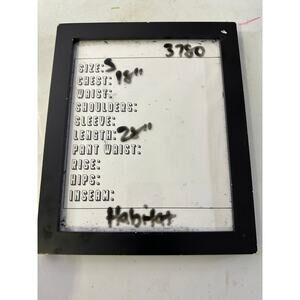 3780
SIZE: S
CHEST: 18"
WAIST:
SHOULDERS:
SLEEVE:
LENGTH: 28"
PANT WAIST:
RISE:
HIPS:
INSEAM:
Habitat